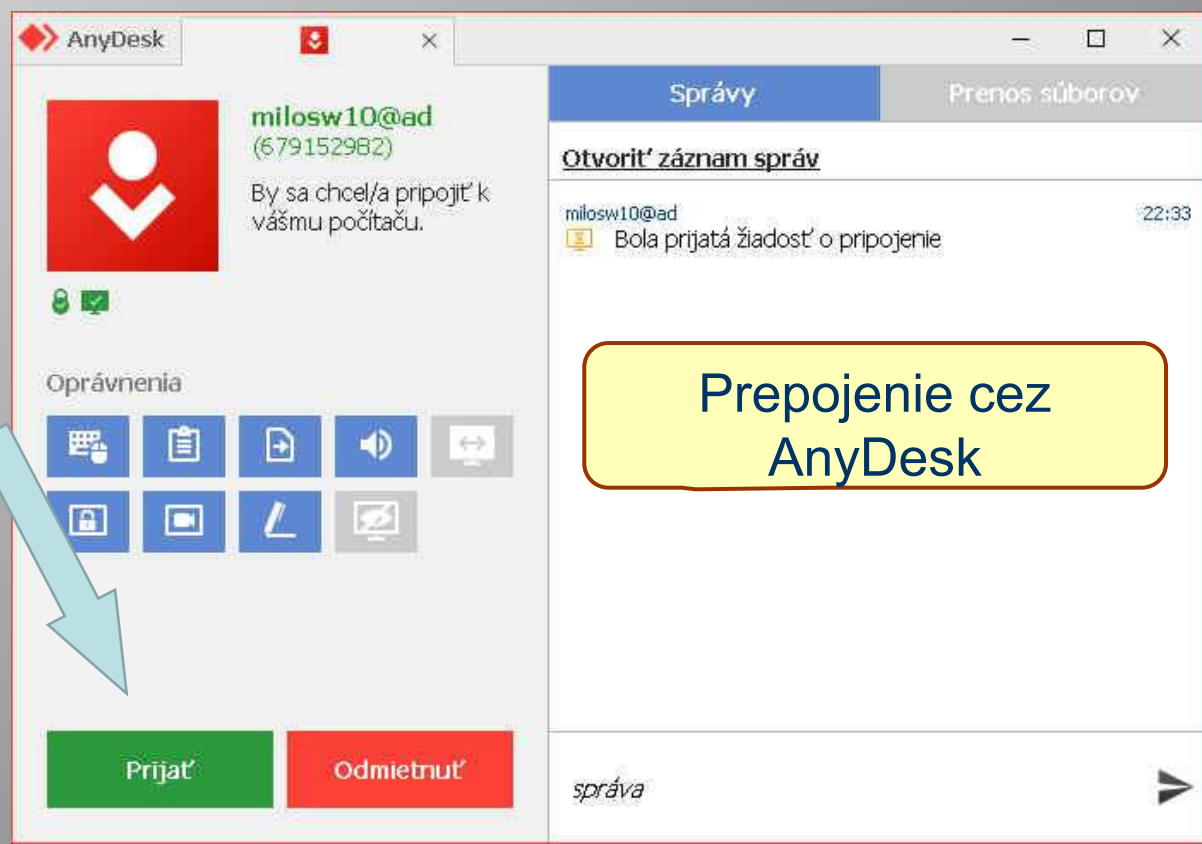 AnyDesk
milosw10@ad
(679152982)
By sa chcel/a pripojiť k
vášmu počítaču.
Oprávnenia
Prijať
Odmietnuť
Správy
Prenos súborov
Otvoriť záznam správ
milosw10@ad 22:33
Bola prijatá žiadosť o pripojenie
Prepojenie cez
AnyDesk
správa